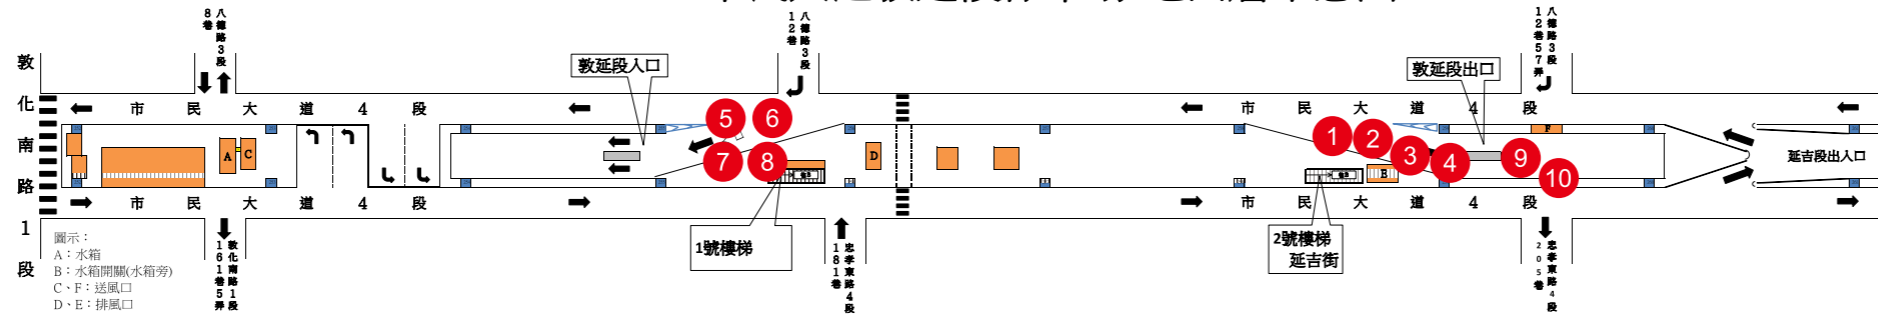 八德路3段
8巷
八德路3段
12巷
八德路3段
12巷57弄
敦化南路1段
敦延段入口
敦延段出口
市民大道4段
市民大道4段
5
6
7
8
1
2
3
4
9
10
A
C
D
B
F
延吉段出入口
市民大道4段
市民大道4段
1號樓梯
2號樓梯
延吉街
敦化南路1段
161巷5弄
忠孝東路4段
181巷
忠孝東路4段
205巷
圖示：
A：水箱
B：水箱開關(水箱旁)
C、F：送風口
D、E：排風口